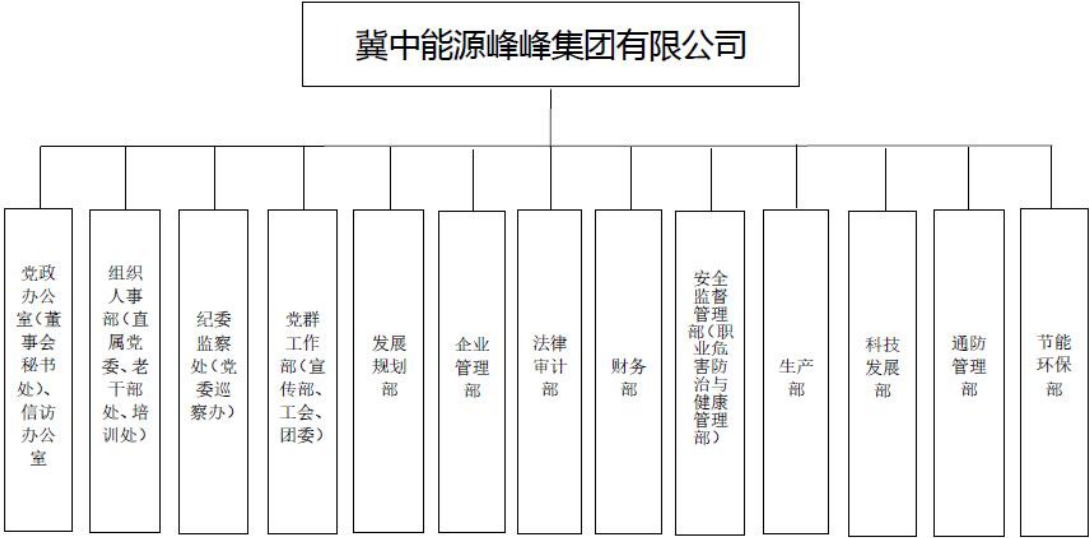 冀中能源峰峰集团有限公司
党政
办公
室(董
事会
秘书
处)、
信访
办公
室
组织
人事
部(直
属党
委、老
干部
处、培
训处)
纪委
监察
处(党
委巡
察办)
党群
工作
部(宣
传部、
工会、
团委)
发展
规划
部
企业
管理
部
法律
审计
部
财务
部
安全
监督
管理
部(职
业危
害防
治与
健康
管理
部)
生产
部
科技
发展
部
通防
管理
部
节能
环保
部